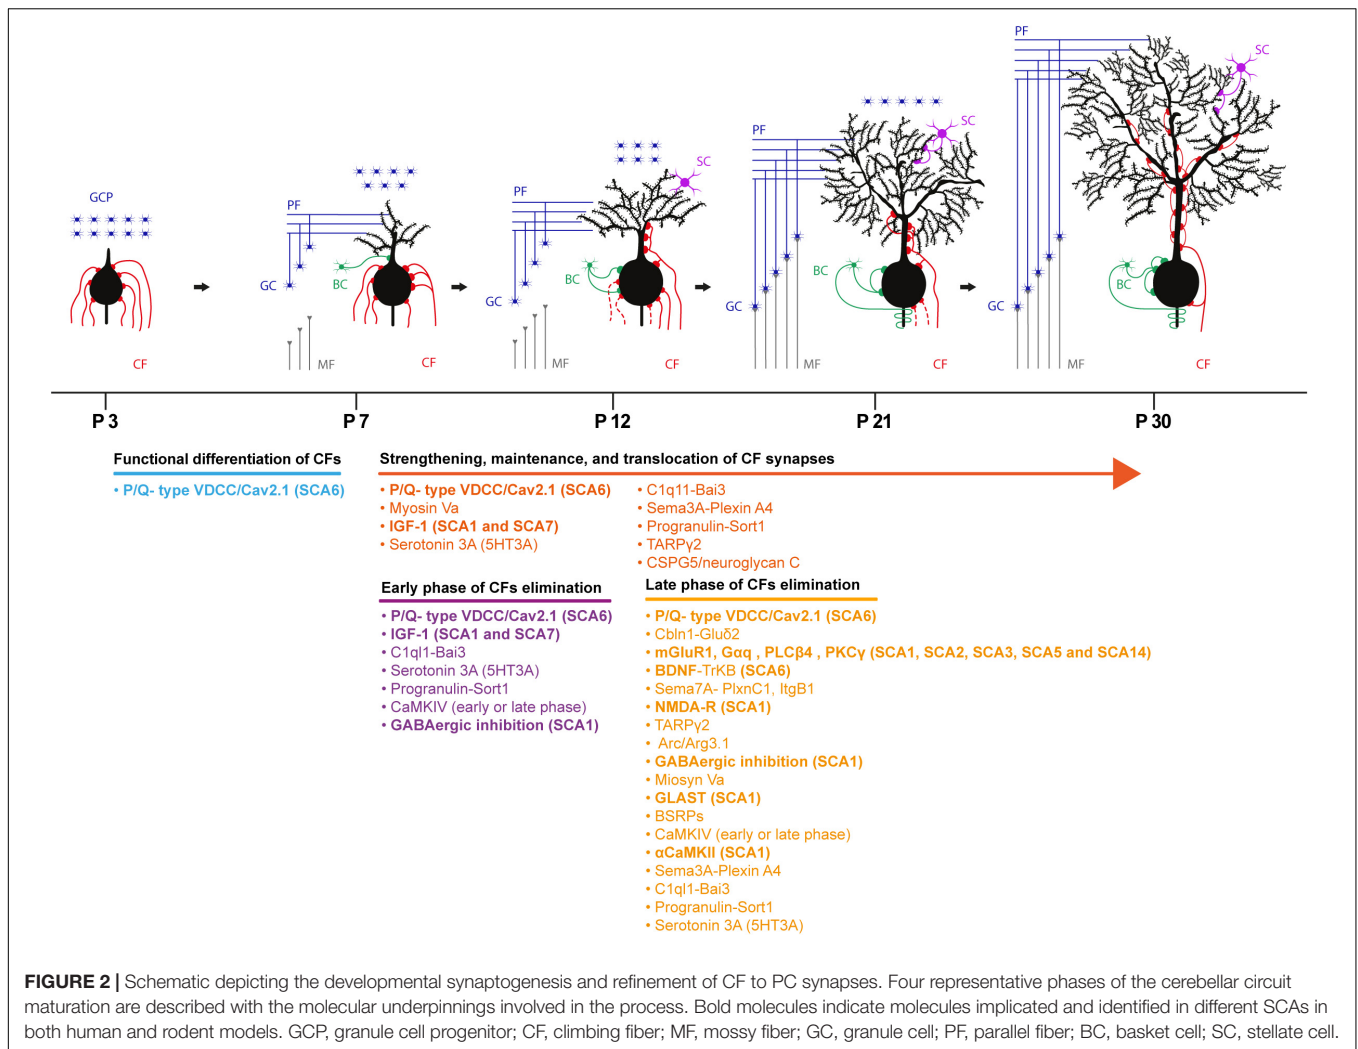 PF
SC
PF
SC
SC
GCP
PF
PF
BC
BC
BC
BC
GC
GC
GC
GC
CF
MF
CF
MF
CF
MF
CF
MF
CF
P 3
P 7
P 12
P 21
P 30
Functional differentiation of CFs
• P/Q- type VDCC/Cav2.1 (SCA6)
Strengthening, maintenance, and translocation of CF synapses
• P/Q- type VDCC/Cav2.1 (SCA6)
• Myosin Va
• IGF-1 (SCA1 and SCA7)
• Serotonin 3A (5HT3A)
• C1q11-Bai3
• Sema3A-Plexin A4
• Progranulin-Sort1
• TARPγ2
• CSPG5/neuroglycan C
Early phase of CFs elimination
• P/Q- type VDCC/Cav2.1 (SCA6)
• IGF-1 (SCA1 and SCA7)
• C1ql1-Bai3
• Serotonin 3A (5HT3A)
• Progranulin-Sort1
• CaMKIV (early or late phase)
• GABAergic inhibition (SCA1)
Late phase of CFs elimination
• P/Q- type VDCC/Cav2.1 (SCA6)
• Cbln1-Gluδ2
• mGluR1, Gαq , PLCβ4 , PKCγ (SCA1, SCA2, SCA3, SCA5 and SCA14)
• BDNF-TrKB (SCA6)
• Sema7A- PlxnC1, ItgB1
• NMDA-R (SCA1)
• TARPγ2
• Arc/Arg3.1
• GABAergic inhibition (SCA1)
• Miosyn Va
• GLAST (SCA1)
• BSRPs
• CaMKIV (early or late phase)
• αCaMKII (SCA1)
• Sema3A-Plexin A4
• C1ql1-Bai3
• Progranulin-Sort1
• Serotonin 3A (5HT3A)
FIGURE 2 | Schematic depicting the developmental synaptogenesis and refinement of CF to PC synapses. Four representative phases of the cerebellar circuit
maturation are described with the molecular underpinnings involved in the process. Bold molecules indicate molecules implicated and identified in different SCAs in
both human and rodent models. GCP, granule cell progenitor; CF, climbing fiber; MF, mossy fiber; GC, granule cell; PF, parallel fiber; BC, basket cell; SC, stellate cell.